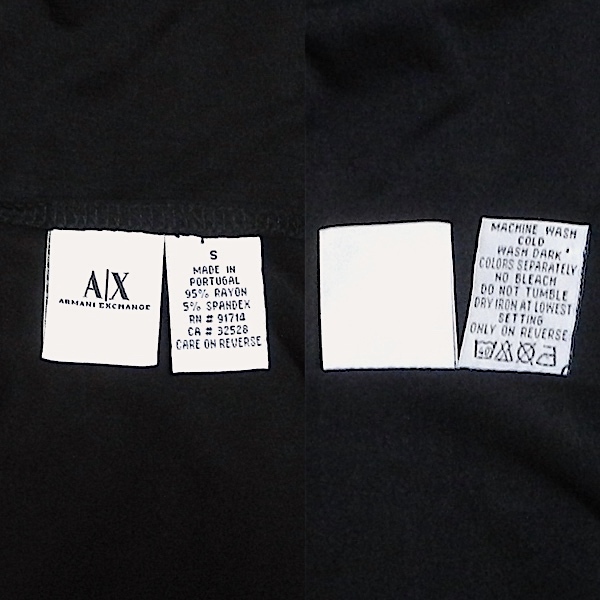 A|X
ARMANI EXCHANGE
S
MADE IN
PORTUGAL
95% RAYON
5% SPANDEX
RN # 91714
CA # 32528
CARE ON REVERSE
MACHINE WASH
COLD
WASH DARK
COLORS SEPARATELY
NO BLEACH
DO NOT TUMBLE
DRY IRON AT LOWEST
SETTING
ONLY ON REVERSE